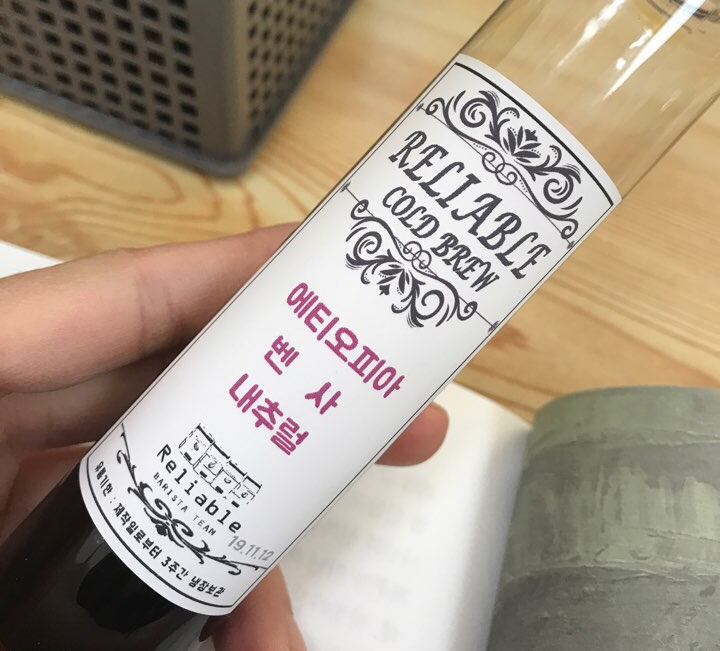 RELIABLE
COLD BREW
에티오피아
벤 사
내추럴
Reliable
BARISTA TEAM
19.11.12
유통기한 : 제작일로부터 3주간 냉장보관